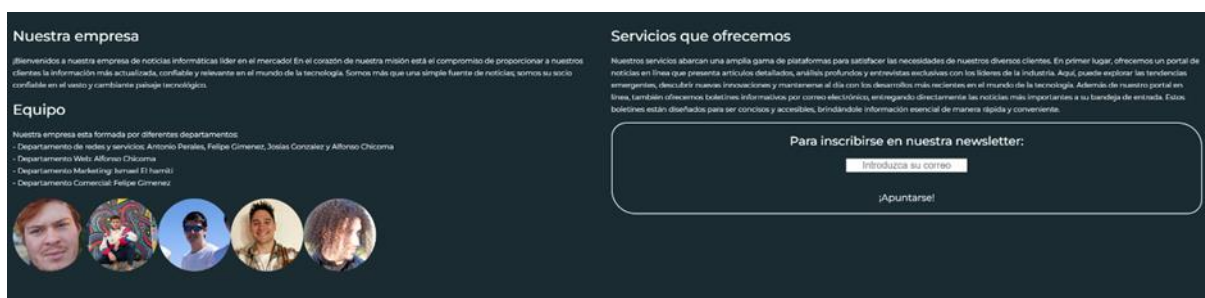 Nuestra empresa
¡Bienvenidos a nuestra empresa de noticias informáticas líder en el mercado! En el corazón de nuestra misión está el compromiso de proporcionar a nuestros
clientes la información más actualizada, confiable y relevante en el mundo de la tecnología. Somos más que una simple fuente de noticias; somos su socio
confiable en el vasto y cambiante paisaje tecnológico.
Equipo
Nuestra empresa esta formada por diferentes departamentos:
- Departamento de redes y servicios: Antonio Perales, Felipe Gimenez, Josias Gonzalez y Alfonso Chicoma
- Departamento Web: Alfonso Chicoma
- Departamento Marketing: Ismael El hamiti
- Departamento Comercial: Felipe Gimenez
Servicios que ofrecemos
Nuestros servicios abarcan una amplia gama de plataformas para satisfacer las necesidades de nuestros diversos clientes. En primer lugar, ofrecemos un portal de
noticias en línea que presenta artículos detallados, análisis profundos y entrevistas exclusivas con los líderes de la industria. Aquí, puede explorar las tendencias
emergentes, descubrir nuevas innovaciones y mantenerse al día con los desarrollos más recientes en el mundo de la tecnología. Además de nuestro portal en
línea, también ofrecemos boletines informativos por correo electrónico, entregando directamente las noticias más importantes a su bandeja de entrada. Estos
boletines están diseñados para ser concisos y accesibles, brindándole información esencial de manera rápida y conveniente.
Para inscribirse en nuestra newsletter:
Introduzca su correo
¡Apuntarse!